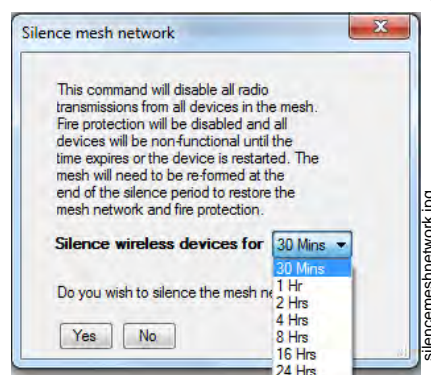 Silence mesh network
This command will disable all radio
transmissions from all devices in the mesh.
Fire protection will be disabled and all
devices will be non-functional until the
time expires or the device is restarted. The
mesh will need to be re-formed at the
end of the silence period to restore the
mesh network and fire protection.
Silence wireless devices for 30 Mins
30 Mins
1 Hr
2 Hrs
4 Hrs
8 Hrs
16 Hrs
24 Hrs
Do you wish to silence the mesh
Yes No
silencemeshnetwork.jpg